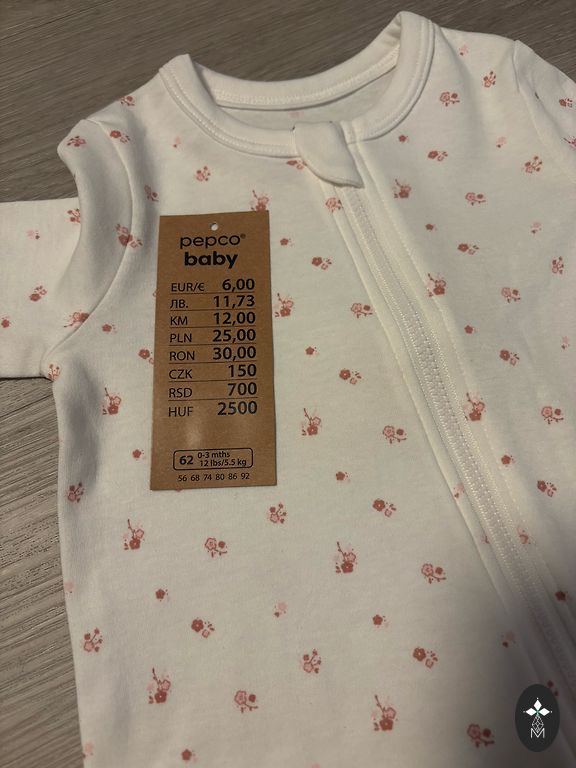 pepco®
baby
EUR/€ 6,00
ЛВ. 11,73
KM 12,00
PLN 25,00
RON 30,00
CZK 150
RSD 700
HUF 2500
62 0-3 mths
12 lbs/5.5 kg
56 68 74 80 86 92
M